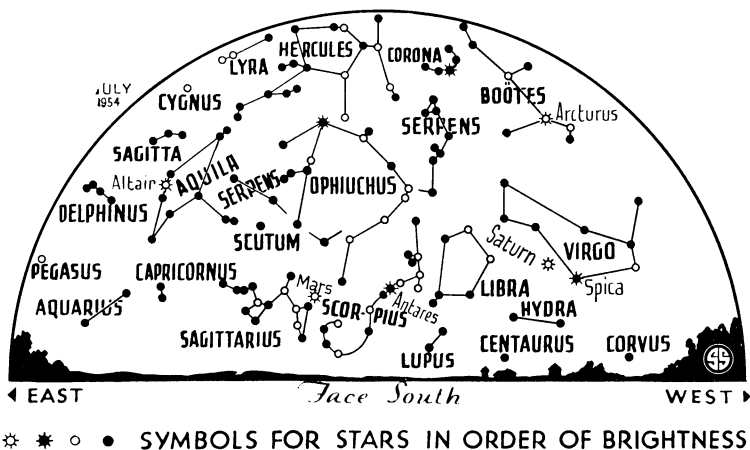 HERCULES
LYRA
CORONA
JULY
1954
CYGNUS
BOÖTES
Arcturus
SERPENS
SAGITTA
Altair
AQUILA
SERPENS
OPHIUCHUS
DELPHINUS
SCUTUM
Saturn
VIRGO
PEGASUS
CAPRICORNUS
Mars
AQUARIUS
SCOR-PIUS
Antares
LIBRA
Spica
HYDRA
SAGITTARIUS
LUPUS
CENTAURUS
CORVUS
SS
EAST
Face South
WEST
SYMBOLS FOR STARS IN ORDER OF BRIGHTNESS